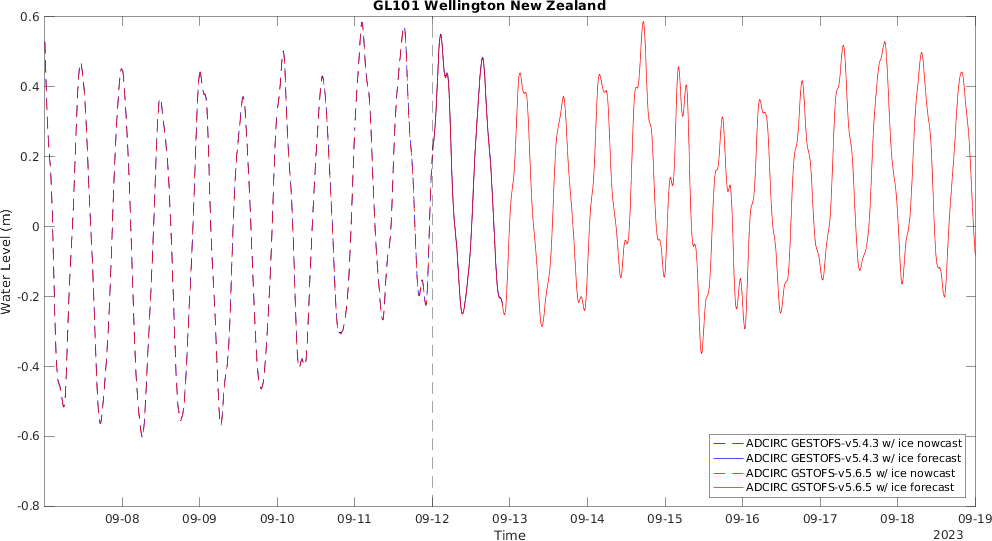 GL101 Wellington New Zealand
0.6
0.4
0.2
0
-0.2
-0.4
-0.6
-0.8
Water Level (m)
ADCIRC GESTOFS-v5.4.3 w/ ice nowcast
ADCIRC GESTOFS-v5.4.3 w/ ice forecast
ADCIRC GSTOFS-v5.6.5 w/ ice nowcast
ADCIRC GSTOFS-v5.6.5 w/ ice forecast
09-08 09-09 09-10 09-11 09-12 09-13 09-14 09-15 09-16 09-17 09-18 09-19
Time
2023